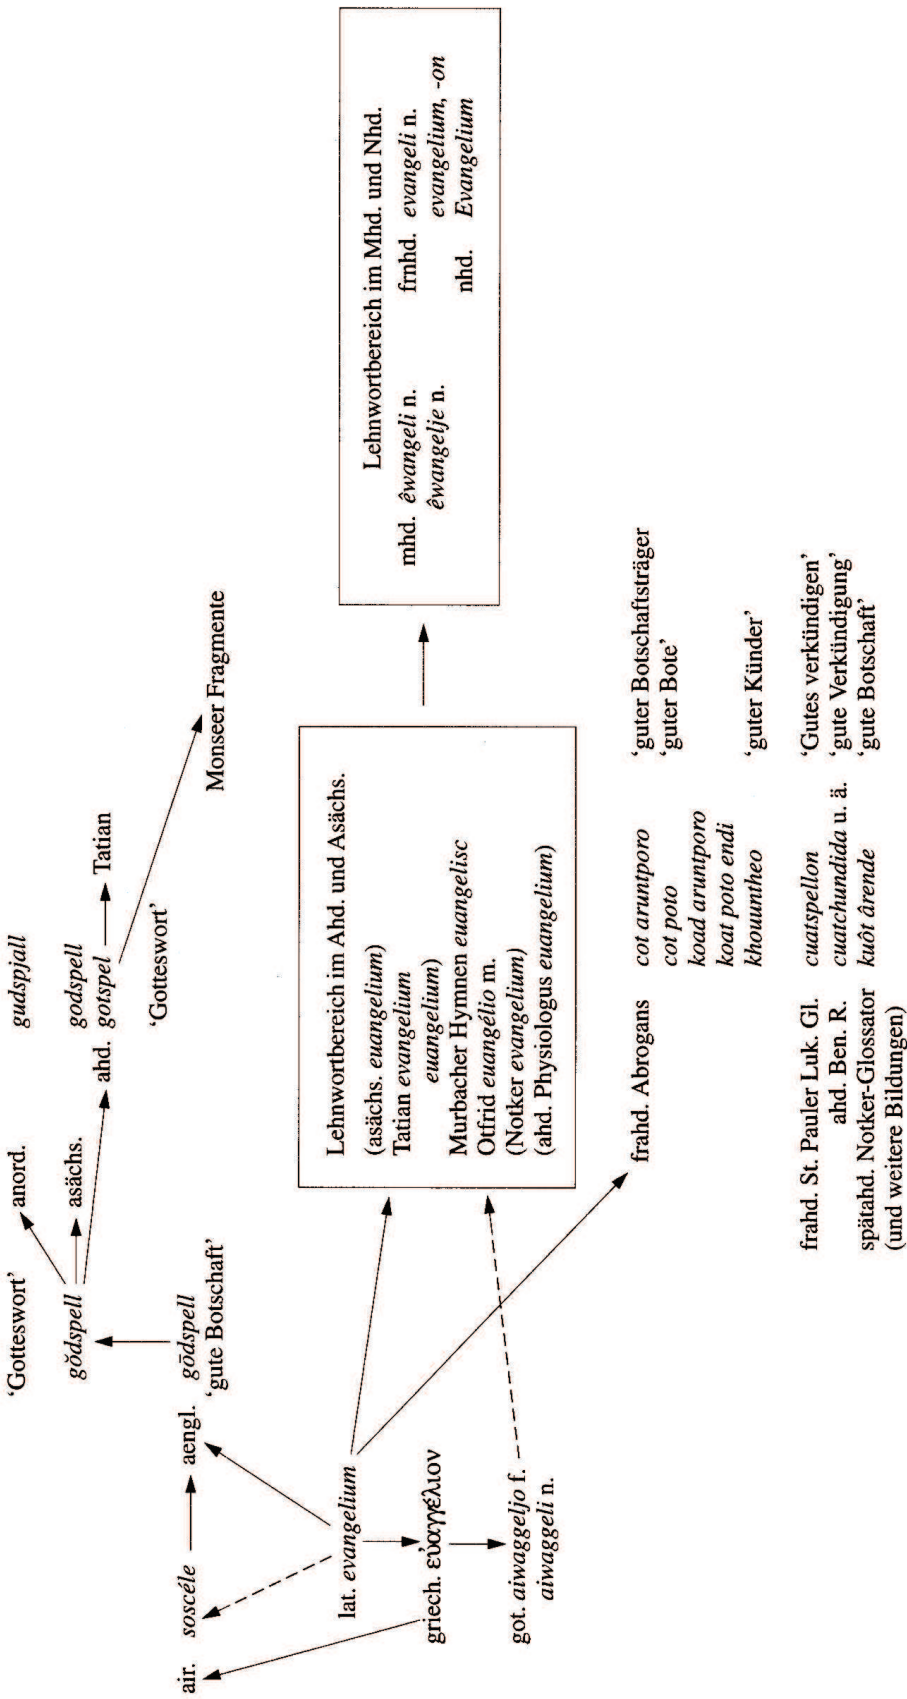 ‘Gotteswort’ anord. gudspjall
gŏdspell asächs. godspell
ahd. gotspel Tatian
‘Gotteswort’
air. soscéle aengl. gōdspell Monseer Fragmente
‘gute Botschaft’
Lehnwortbereich im Ahd. und Asächs.
(asächs. euangelium)
Tatian evangelium
euangelium)
Murbacher Hymnen euangelisc
Otfrid euangélio m.
(Notker evangelium)
(ahd. Physiologus euangelium)
Lehnwortbereich im Mhd. und Nhd.
mhd. êwangeli n. frnhd. evangeli n.
êwangelje n. evangelium, -on
nhd. Evangelium
lat. evangelium
griech. εὐαγγέλιον
got. aiwaggeljo f.
aiwaggeli n.
frahd. Abrogans cot aruntporo ‘guter Botschaftsträger
cot poto ‘guter Bote’
koad aruntporo
koat poto endi
khouuntheo ‘guter Künder’
frahd. St. Pauler Luk. Gl. cuatspellon ‘Gutes verkündigen’
ahd. Ben. R. cuatchundida u. ä. ‘gute Verkündigung’
spätahd. Notker-Glossator kuôt ârende ‘gute Botschaft’
(und weitere Bildungen)